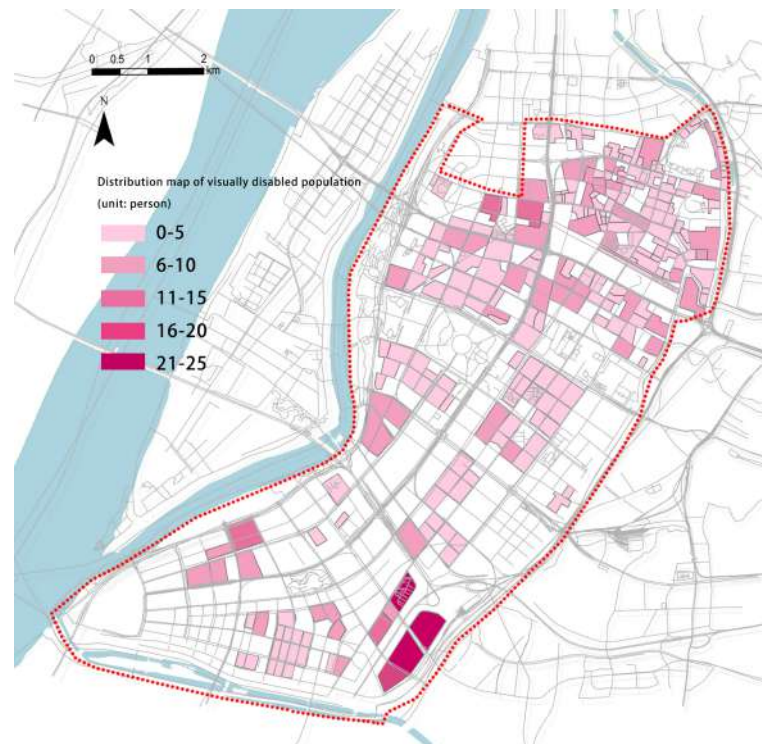 0 0.5 1 2
km
N
Distribution map of visually disabled population
(unit: person)
0-5
6-10
11-15
16-20
21-25